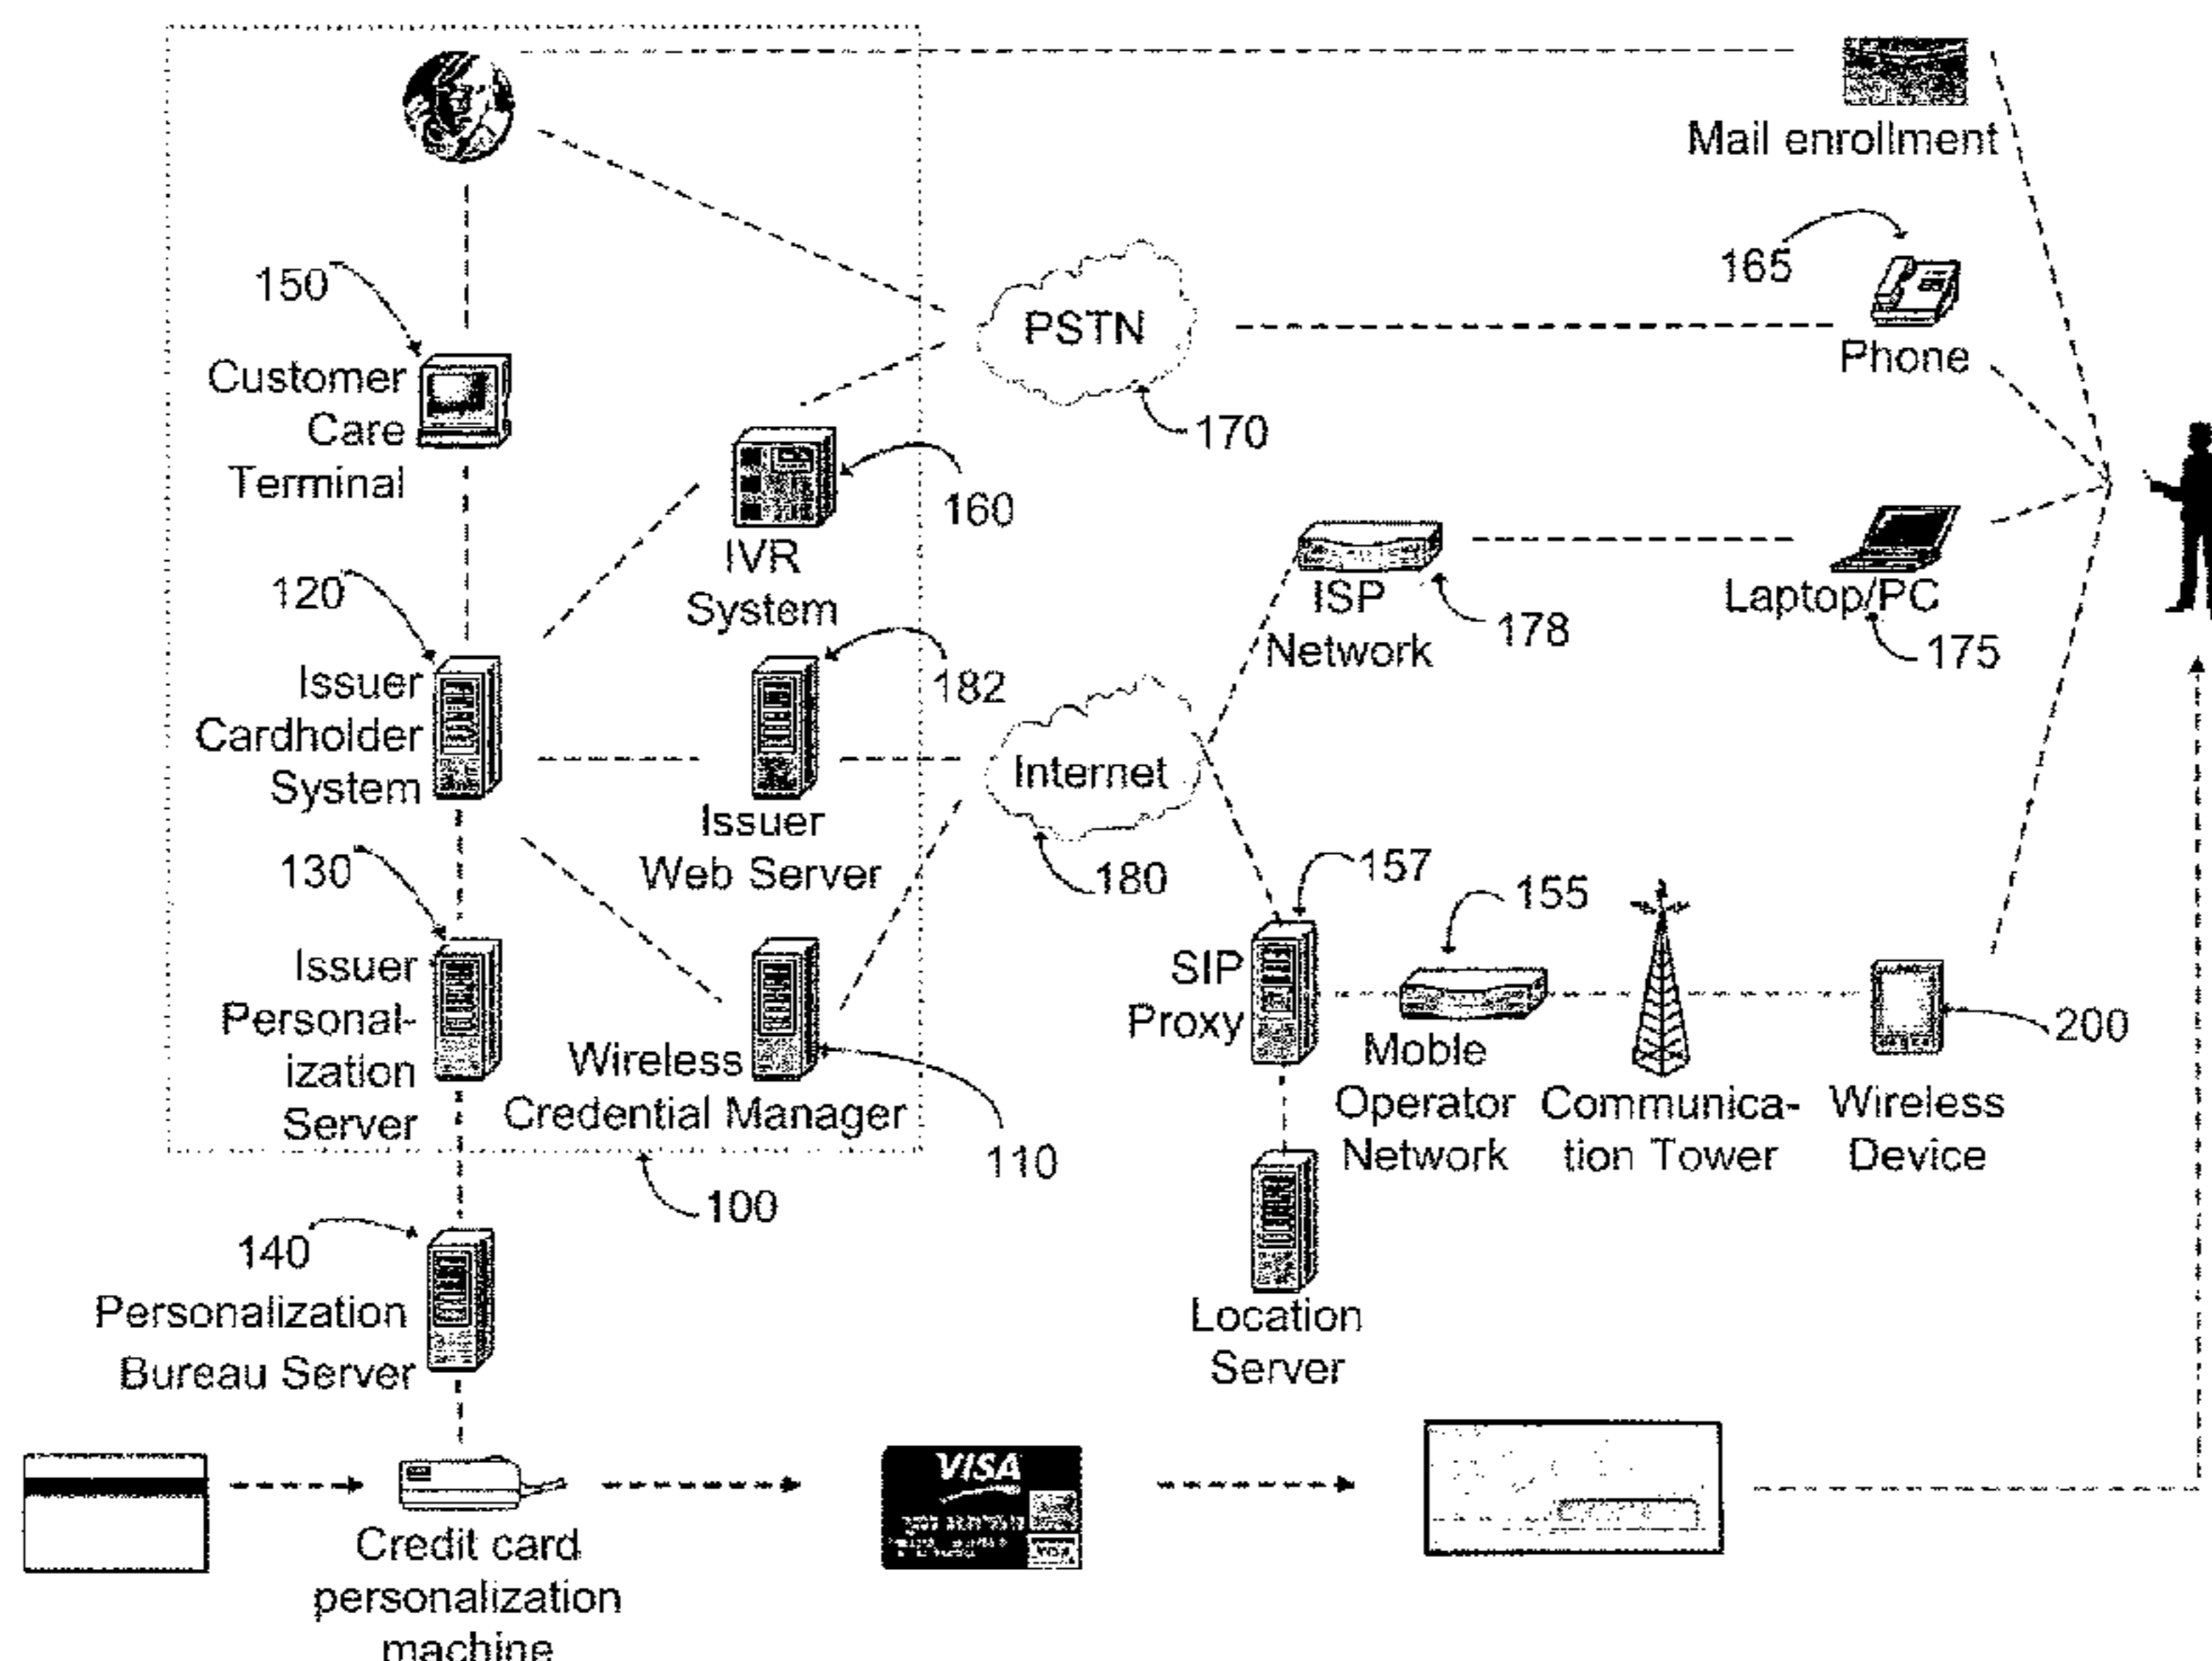 Mail enrollment
165
150
PSTN
Phone
Customer
Care
Terminal
170
160
IVR
System
120
ISP
Network
178
Laptop/PC
175
Issuer
Cardholder
System
182
Internet
Issuer
Web Server
130
180
157
155
SIP
Proxy
200
Issuer
Personal-
ization
Server
Wireless
Credential Manager
Moble
Operator
Network
Communica-
tion Tower
Wireless
Device
110
100
140
Personalization
Bureau Server
Location
Server
VISA
Credit card
personalization
machine